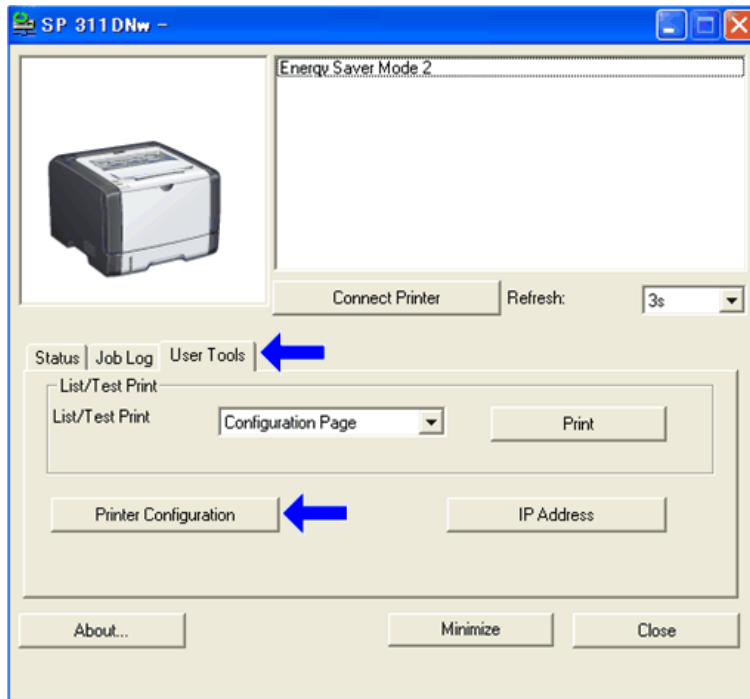 SP 311DNw -
Energy Saver Mode 2
Connect Printer
Refresh:
3s
Status
Job Log
User Tools
List/Test Print
List/Test Print
Configuration Page
Print
Printer Configuration
IP Address
About...
Minimize
Close